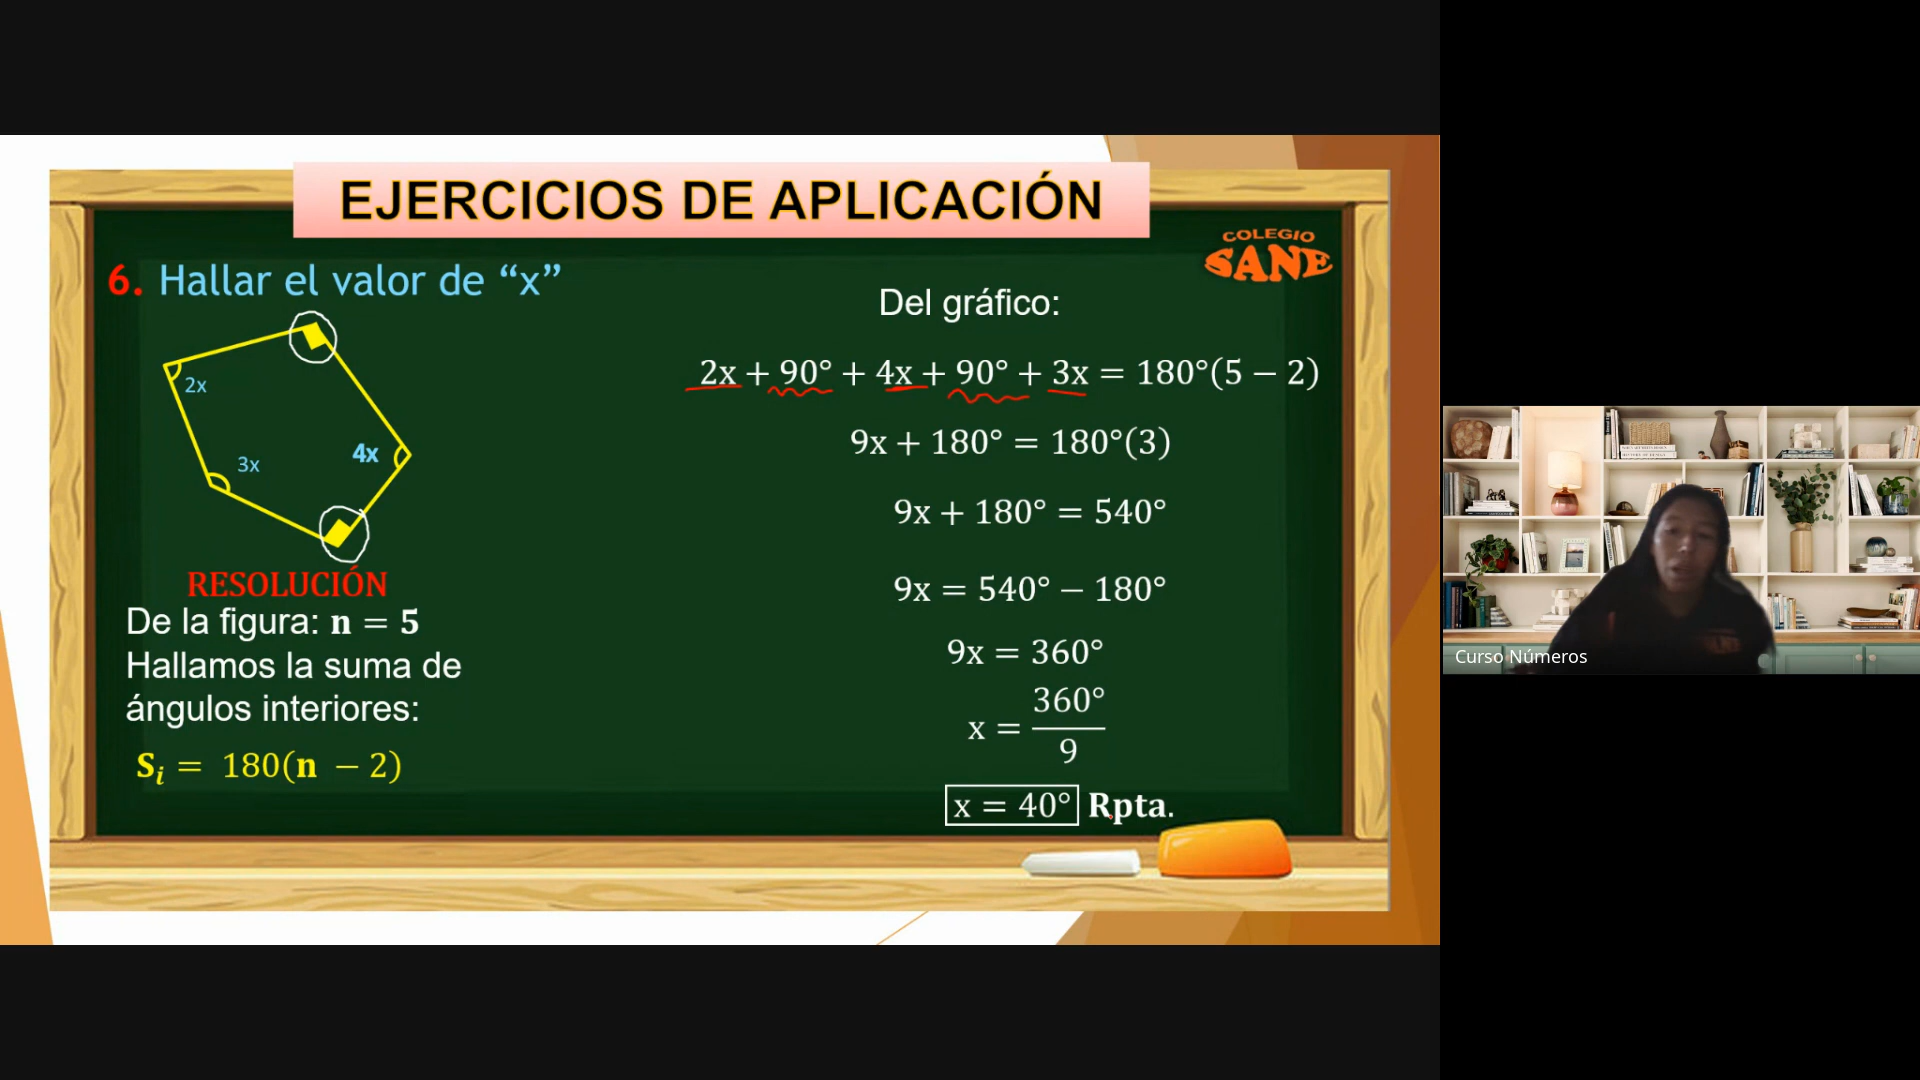 EJERCICIOS DE APLICACIÓN
COLEGIO
SANE
6. Hallar el valor de “x”
2x
3x
4x
RESOLUCIÓN
De la figura: n = 5
Hallamos la suma de
ángulos interiores:
Sᵢ = 180(n − 2)
Del gráfico:
2x + 90° + 4x + 90° + 3x = 180°(5 − 2)
9x + 180° = 180°(3)
9x + 180° = 540°
9x = 540° − 180°
9x = 360°
x = 360°/9
x = 40° Rpta.
Curso Números